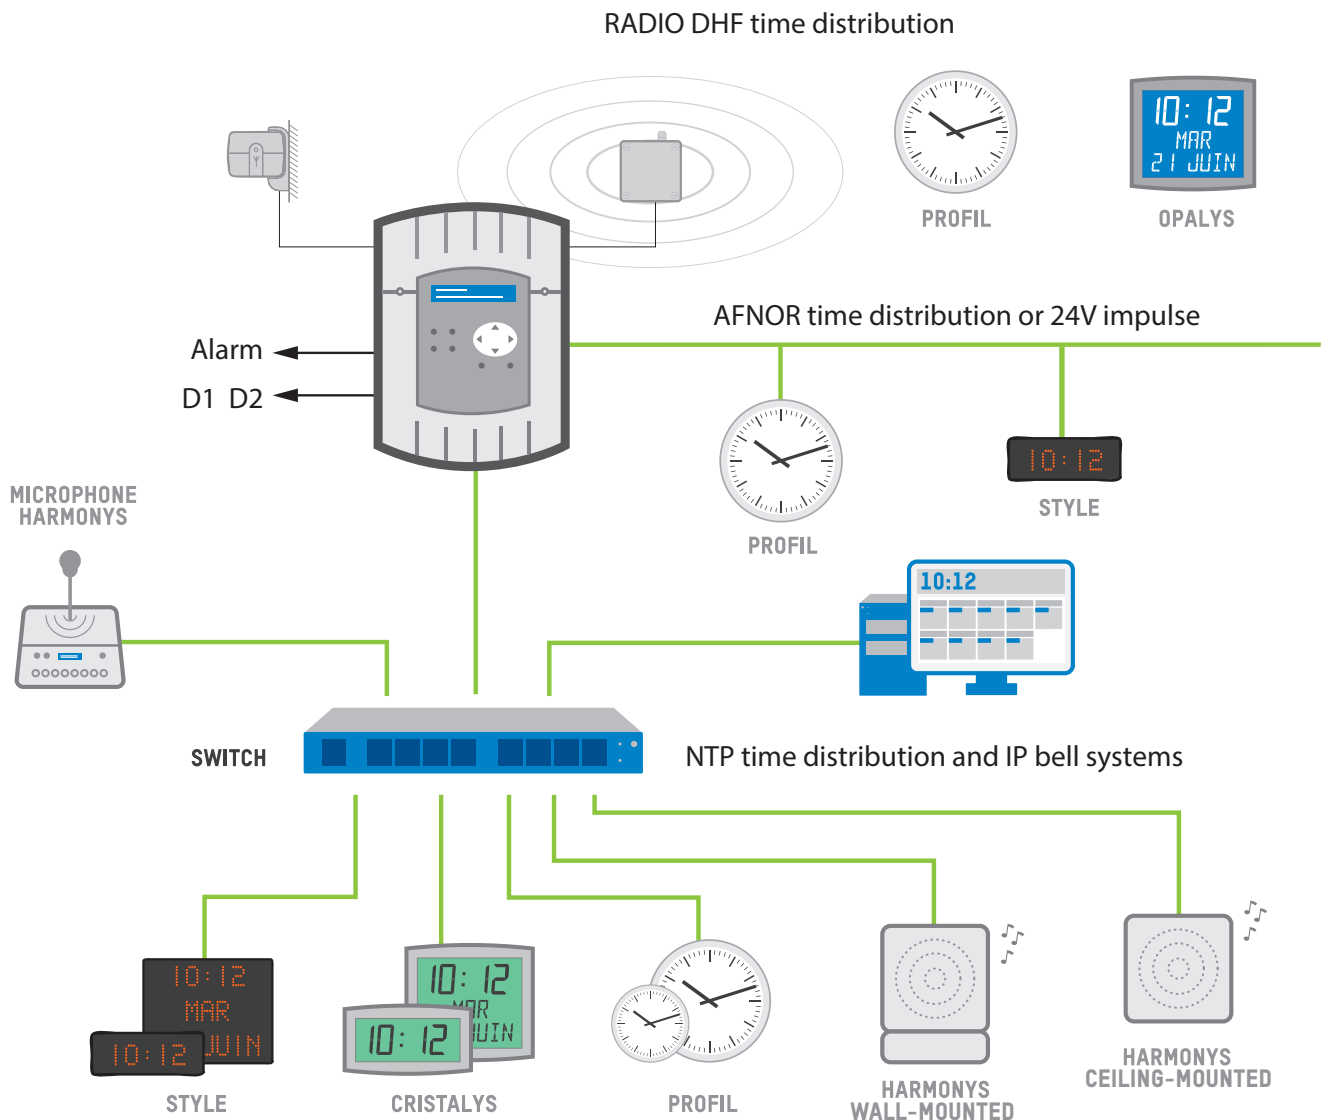 RADIO DHF time distribution
10:12
MAR
21 JUIN
PROFIL
OPALYS
AFNOR time distribution or 24V impulse
Alarm
D1 D2
10:12
STYLE
PROFIL
MICROPHONE
HARMONYS
10:12
SWITCH
NTP time distribution and IP bell systems
10:12
MAR
JUIN
10:12
10:12
MAR
JUIN
10:12
STYLE
CRISTALYS
PROFIL
HARMONYS
WALL-MOUNTED
HARMONYS
CEILING-MOUNTED